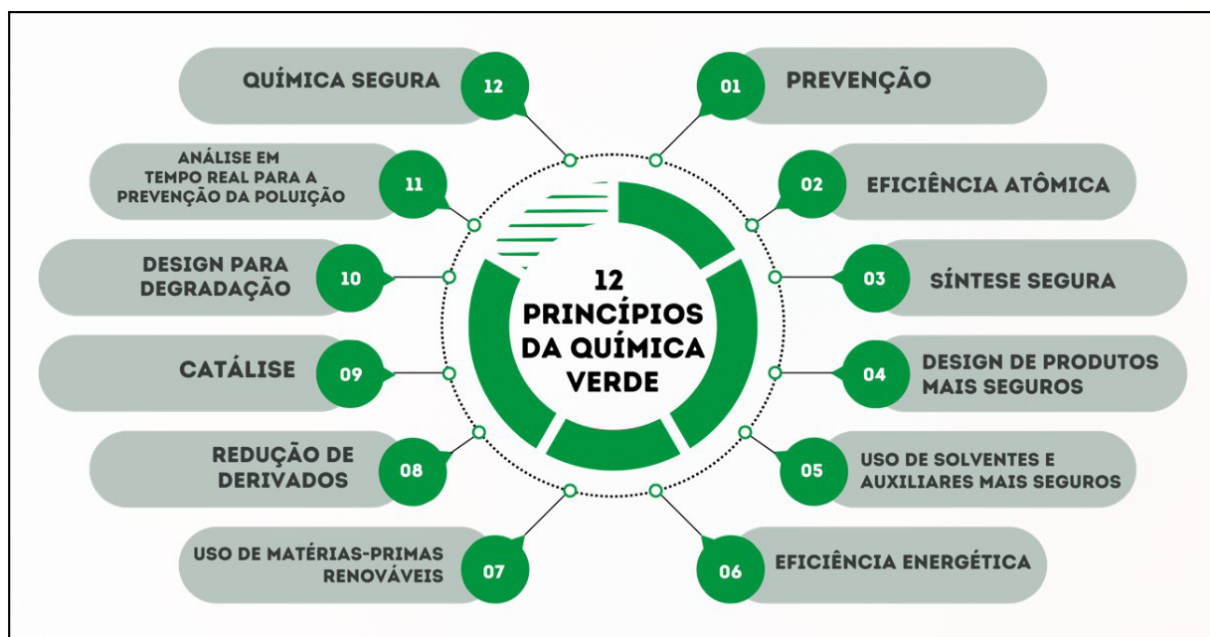 12
PRINCÍPIOS
DA QUÍMICA
VERDE
01
PREVENÇÃO
02
EFICIÊNCIA ATÔMICA
03
SÍNTESE SEGURA
04
DESIGN DE PRODUTOS
MAIS SEGUROS
05
USO DE SOLVENTES E
AUXILIARES MAIS SEGUROS
06
EFICIÊNCIA ENERGÉTICA
07
USO DE MATÉRIAS-PRIMAS
RENOVÁVEIS
08
REDUÇÃO DE
DERIVADOS
09
CATÁLISE
10
DESIGN PARA
DEGRADAÇÃO
11
ANÁLISE EM
TEMPO REAL PARA A
PREVENÇÃO DA POLUIÇÃO
12
QUÍMICA SEGURA